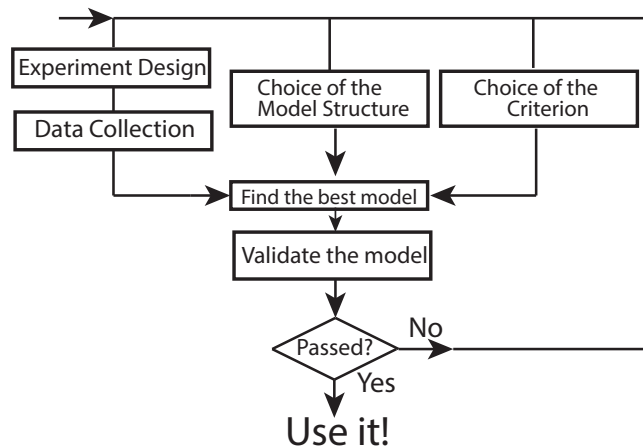 Experiment Design
Data Collection
Choice of the
Model Structure
Choice of the
Criterion
Find the best model
Validate the model
Passed?
No
Yes
Use it!